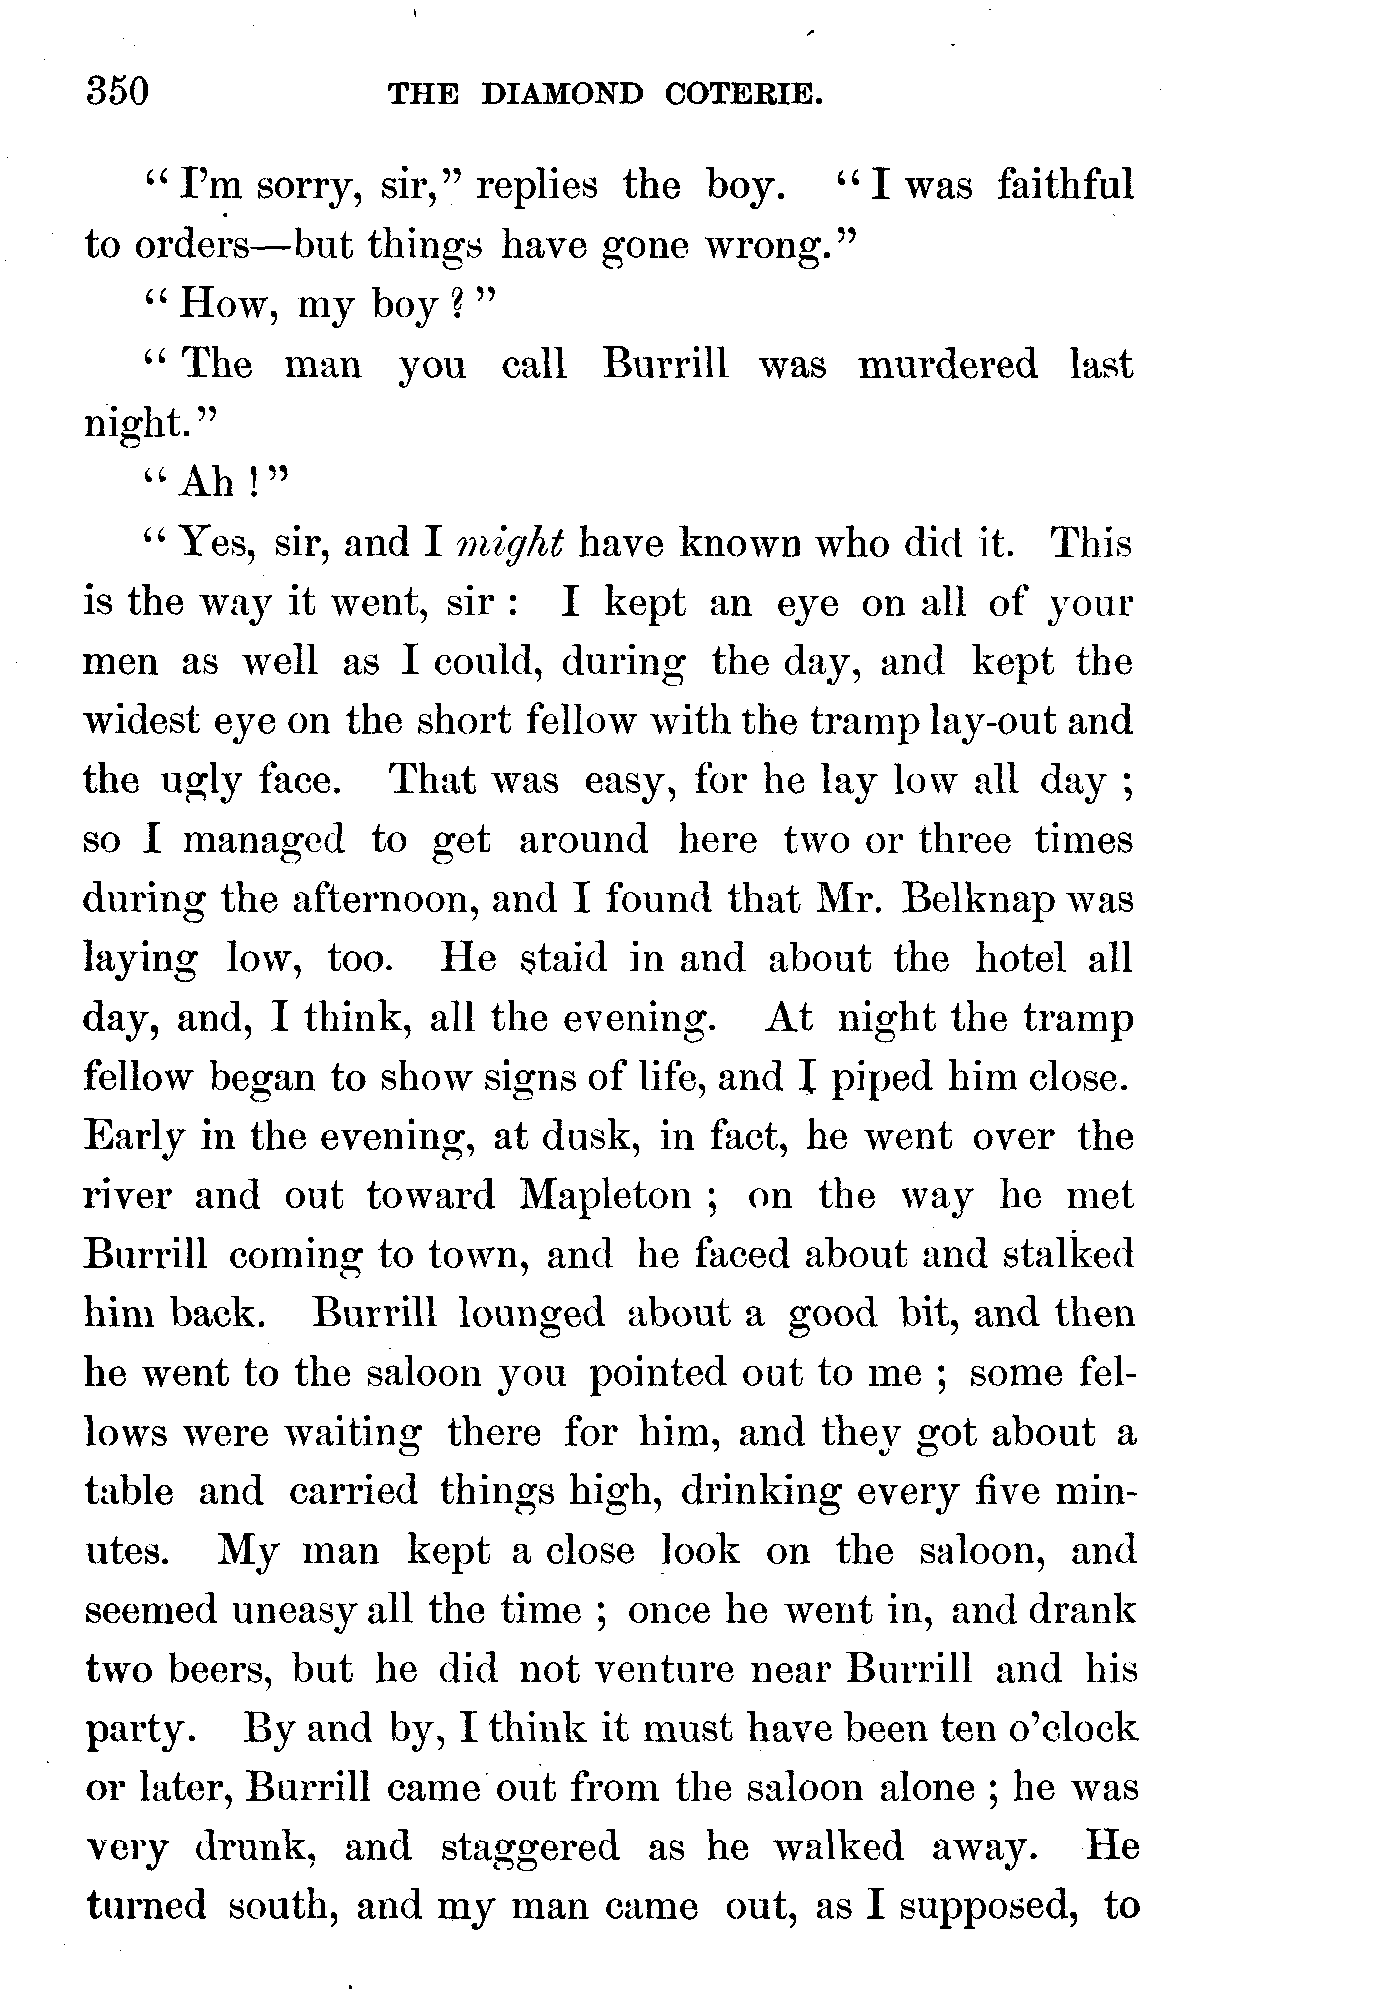 350 THE DIAMOND COTERIE.
“ I’m sorry, sir,” replies the boy. “ I was faithful
to orders—but things have gone wrong.”
“ How, my boy ? ”
“ The man you call Burrill was murdered last
night.”
“ Ah ! ”
“ Yes, sir, and I might have known who did it. This
is the way it went, sir : I kept an eye on all of your
men as well as I could, during the day, and kept the
widest eye on the short fellow with the tramp lay-out and
the ugly face. That was easy, for he lay low all day ;
so I managed to get around here two or three times
during the afternoon, and I found that Mr. Belknap was
laying low, too. He staid in and about the hotel all
day, and, I think, all the evening. At night the tramp
fellow began to show signs of life, and I piped him close.
Early in the evening, at dusk, in fact, he went over the
river and out toward Mapleton ; on the way he met
Burrill coming to town, and he faced about and stalked
him back. Burrill lounged about a good bit, and then
he went to the saloon you pointed out to me ; some fel-
lows were waiting there for him, and they got about a
table and carried things high, drinking every five min-
utes. My man kept a close look on the saloon, and
seemed uneasy all the time ; once he went in, and drank
two beers, but he did not venture near Burrill and his
party. By and by, I think it must have been ten o’clock
or later, Burrill came out from the saloon alone ; he was
very drunk, and staggered as he walked away. He
turned south, and my man came out, as I supposed, to